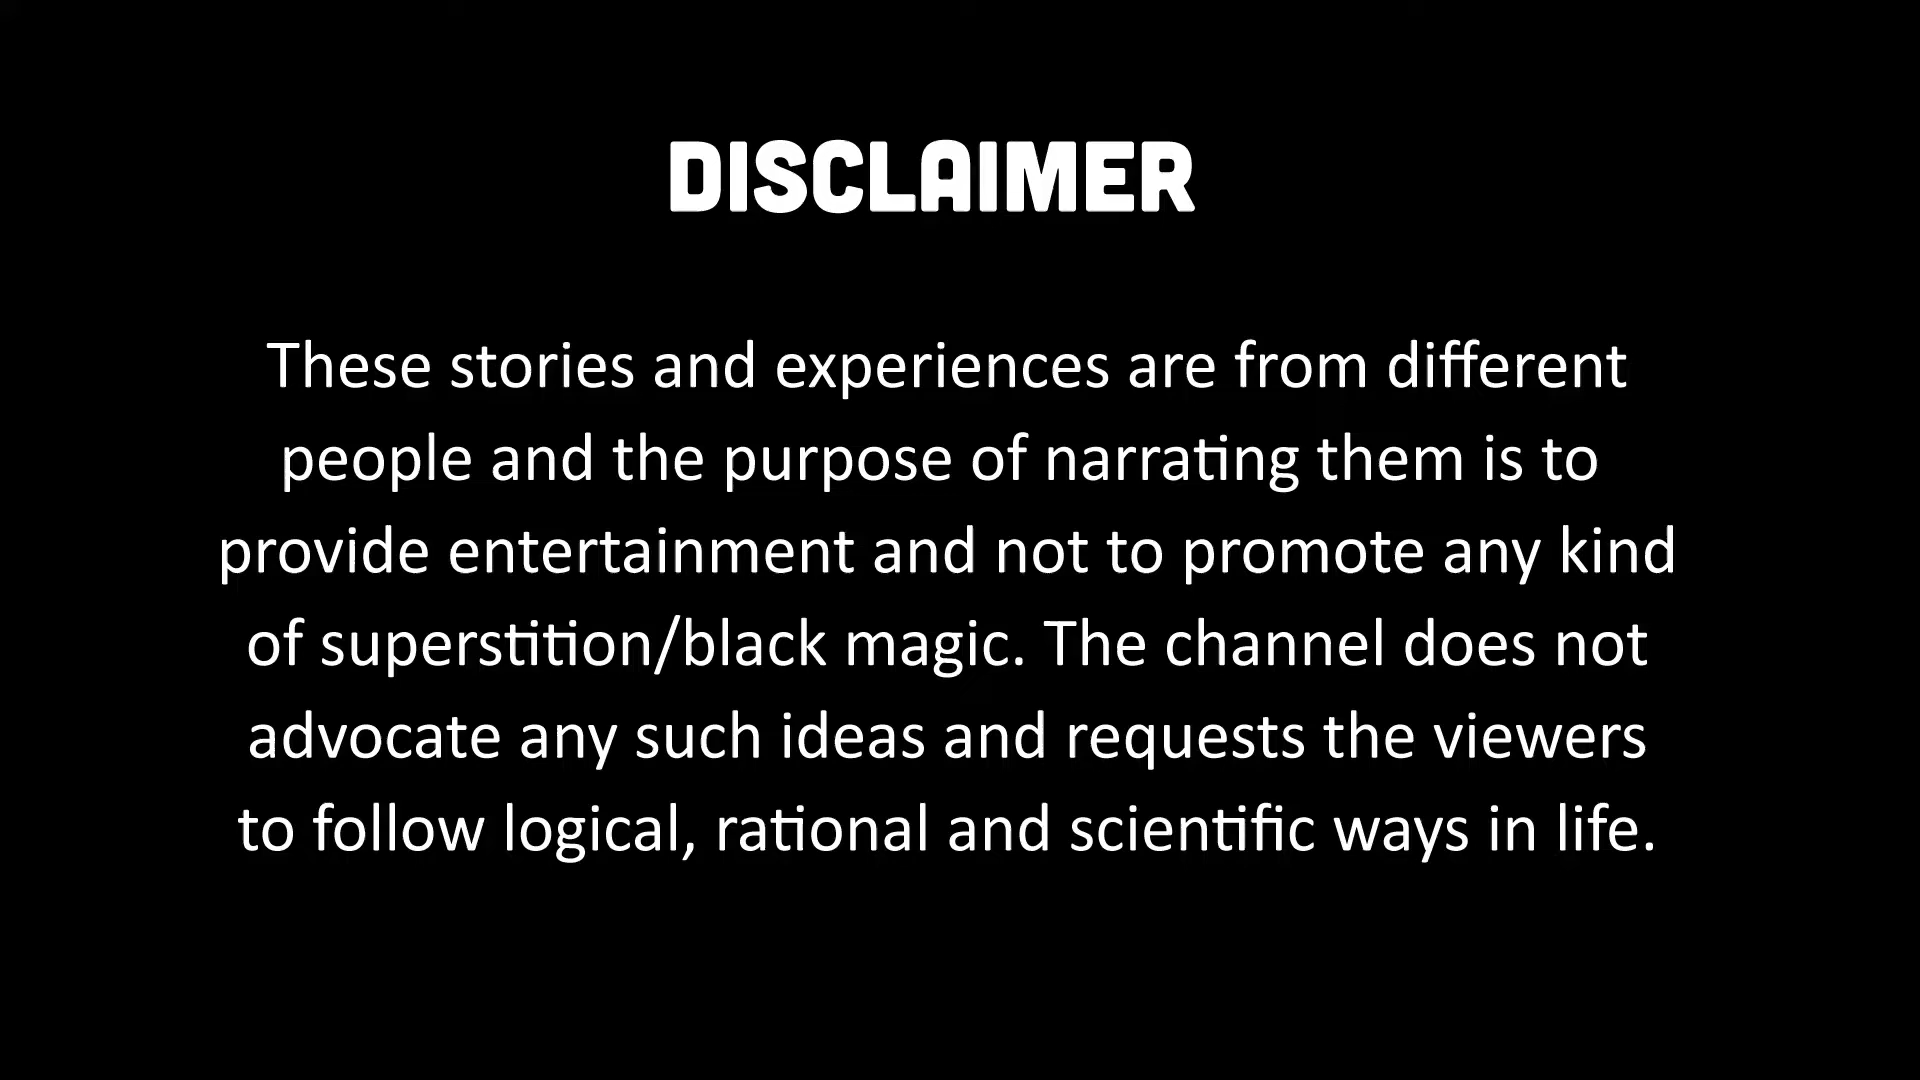 DISCLAIMER
These stories and experiences are from different
people and the purpose of narrating them is to
provide entertainment and not to promote any kind
of superstition/black magic. The channel does not
advocate any such ideas and requests the viewers
to follow logical, rational and scientific ways in life.